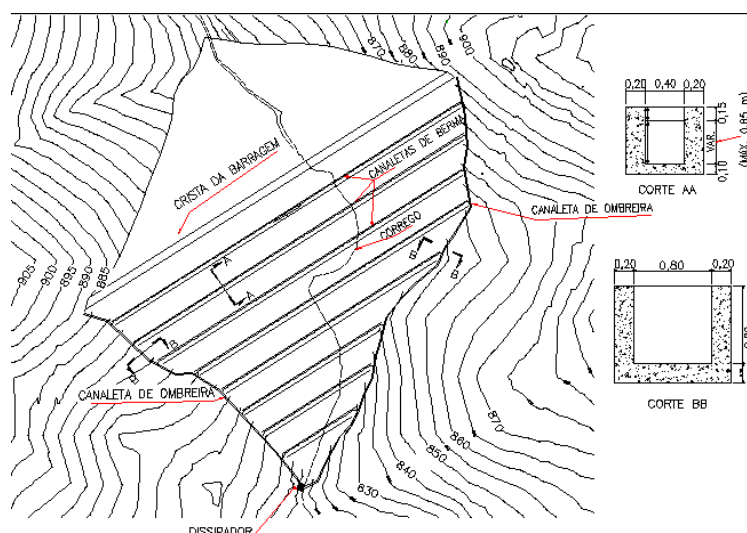 870
880
890
900
CRISTA DA BARRAGEM
CANALETAS DE BERMA
CÓRREGO
CANALETA DE OMBREIRA
905
900
895
890
885
A
A
B
B
B
B
CANALETA DE OMBREIRA
870
860
850
840
830
DISSIPADOR
0,20 0,40 0,20
0,15
VAR.
0,10
(MÁX. 0,85 m)
CORTE AA
0,20 0,80 0,20
CORTE BB